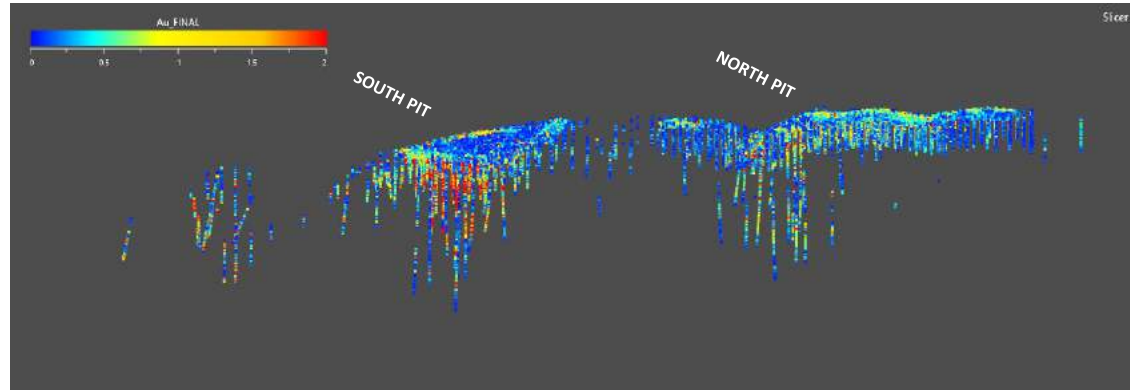 Au_FINAL
Slicer
0 0.5 1 1.5 2
SOUTH PIT
NORTH PIT